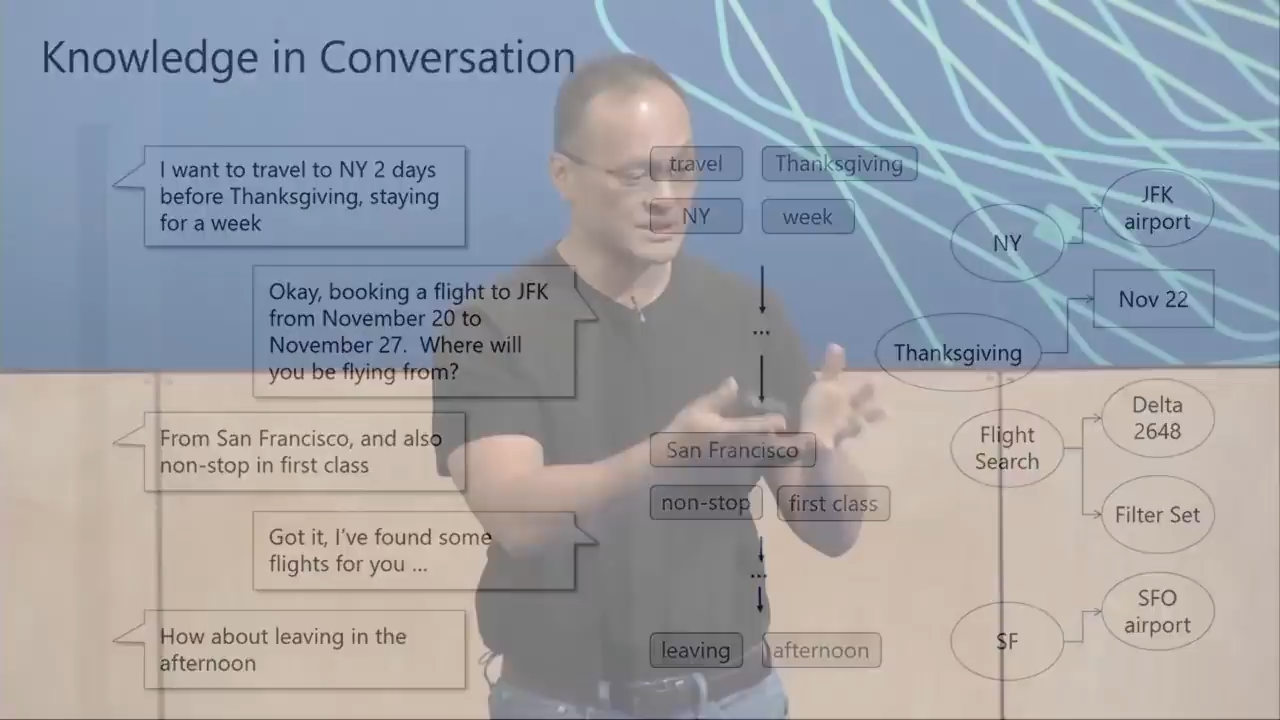 Knowledge in Conversation
I want to travel to NY 2 days
before Thanksgiving, staying
for a week
Okay, booking a flight to JFK
from November 20 to
November 27. Where will
you be flying from?
From San Francisco, and also
non-stop in first class
Got it, I've found some
flights for you ...
How about leaving in the
afternoon
travel
Thanksgiving
NY
week
...
San Francisco
non-stop
first class
...
leaving
afternoon
NY
JFK
airport
Thanksgiving
Nov 22
Flight
Search
Delta
2648
Filter Set
SF
SFO
airport